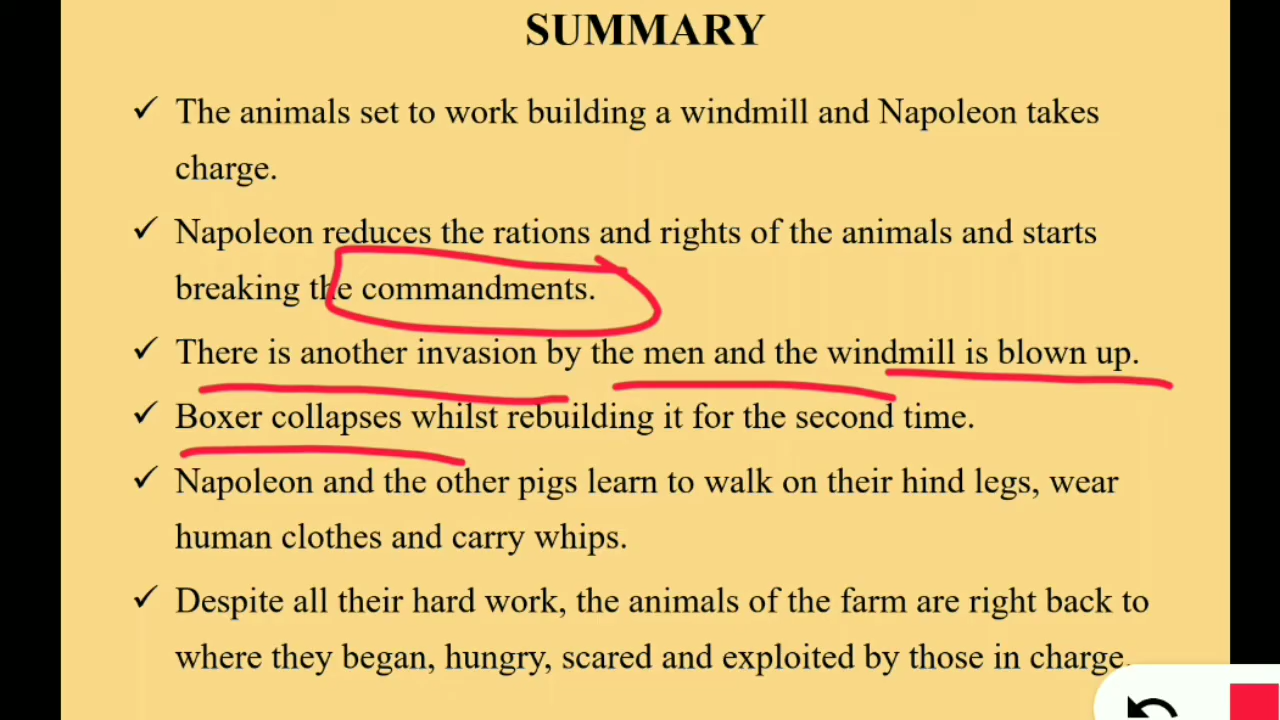 SUMMARY
✓ The animals set to work building a windmill and Napoleon takes
charge.
✓ Napoleon reduces the rations and rights of the animals and starts
breaking the commandments.
✓ There is another invasion by the men and the windmill is blown up.
✓ Boxer collapses whilst rebuilding it for the second time.
✓ Napoleon and the other pigs learn to walk on their hind legs, wear
human clothes and carry whips.
✓ Despite all their hard work, the animals of the farm are right back to
where they began, hungry, scared and exploited by those in charge.